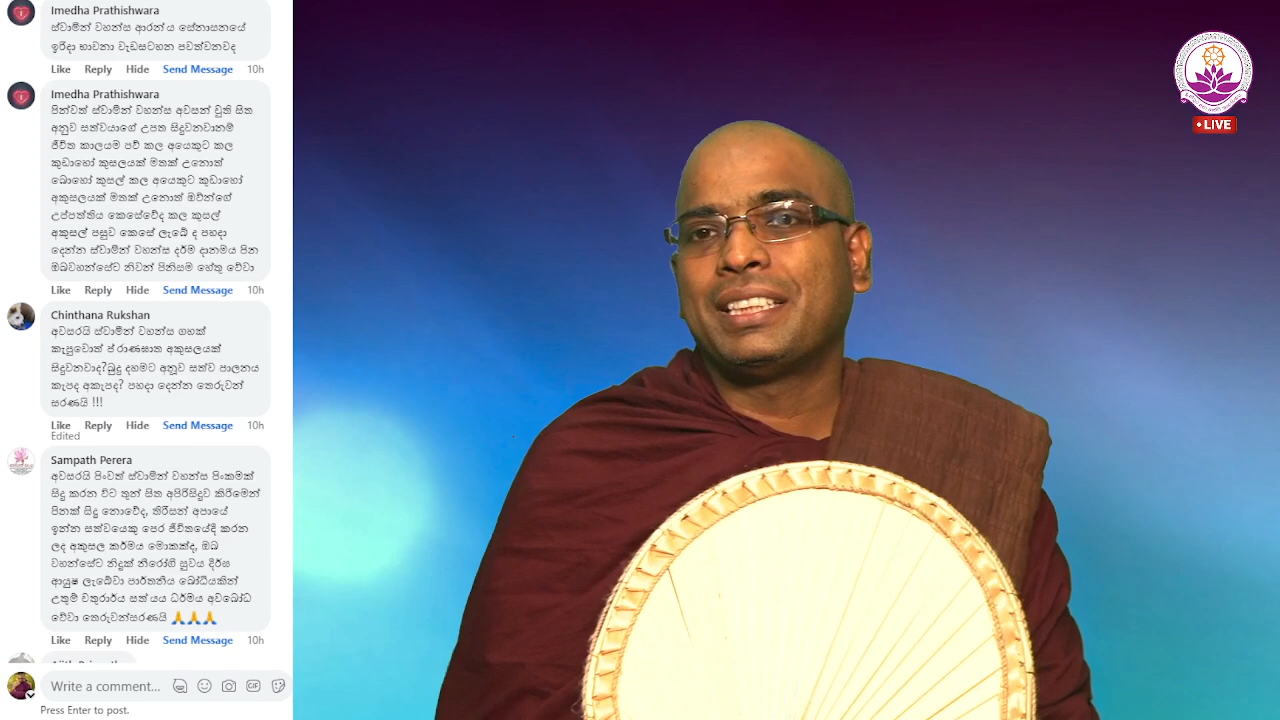 Imedha Prathishwara
ස්වාමින් වහන්ස ආරන්‍ය සේනාසනයේ
ඉරිදා භාවනා වැඩසටහන පවත්වනවද
Like Reply Hide Send Message 10h
Imedha Prathishwara
පින්වත් ස්වාමින් වහන්ස අවසන් චුති සිත
අනුව සත්වයාගේ උපත සිදුවනවානම්
ජීවිත කාලයම පව් කල අයෙකුට කල
කුඩාහෝ කුසලයක් මතක් උනොත්
බොහෝ කුසල් කල අයෙකුට කුඩාහෝ
අකුසලයක් මතක් උනොත් ඔව්න්ගේ
උප්පත්තිය කෙසේවේද කල කුසල්
අකුසල් පසුව කෙසේ ලැබේ ද පහදා
දෙන්න ස්වාමින් වහන්ස දර්ම දානමය පින
ඔබවහන්සේට නිවන් පිනිසම හේතු වේවා
Like Reply Hide Send Message 10h
Chinthana Rukshan
අවසරයි ස්වාමින් වහන්ස ගහක්
කැපුවොත් ප්‍රාණඝාත අකුසලයක්
සිදුවනවාද?බුදු දහමට අනුව සත්ව පාලනය
කැපද අකැපද? පහදා දෙන්න තෙරුවන්
සරණයි !!!
Like Reply Hide Send Message 10h
Edited
Sampath Perera
අවසරයි පිංවත් ස්වාමින් වහන්ස පිංකමක්
සිදු කරන විට තුන් සිත අපිරිසිදුව කිරීමෙන්
පිනක් සිදු නොවේද, තිරිසන් අපායේ
ඉන්න සත්වයෙකු පෙර ජීවිතයේදී කරන
ලද අකුසල කර්මය මොකක්ද, ඔබ
වහන්සේට නිදුක් නිරෝගි සුවය දීර්ඝ
ආයුෂ ලැබේවා පාර්තනීය බෝධියකින්
උතුම් චතුරාර්ය සත්‍යය ධර්මය අවබෝධ
වේවා තෙරුවන්සරණයි 🙏🙏🙏
Like Reply Hide Send Message 10h
Write a comment...
GIF
Press Enter to post.
• LIVE